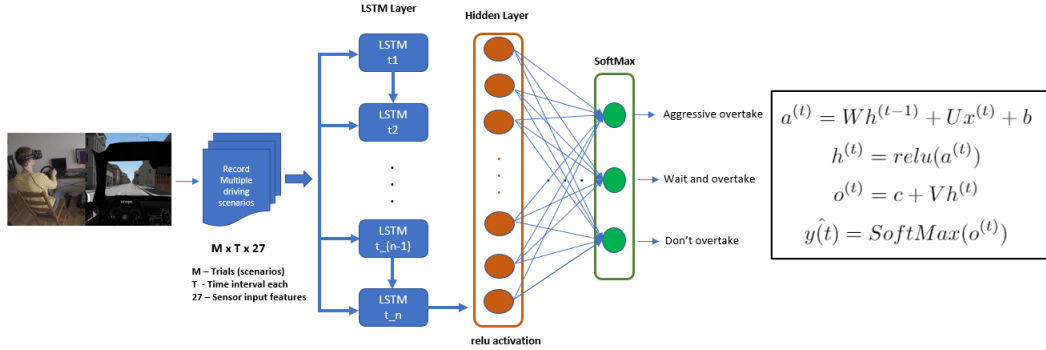 LSTM Layer
Hidden Layer
SoftMax
LSTM
t1
LSTM
t2
LSTM
t_(n-1)
LSTM
t_n
Record
Multiple
driving
scenarios
M x T x 27
M – Trials (scenarios)
T - Time interval each
27 – Sensor input features
relu activation
Aggressive overtake
Wait and overtake
Don't overtake
a^(t) = Wh^(t−1) + Ux^(t) + b
h^(t) = relu(a^(t))
o^(t) = c + Vh^(t)
ŷ(t) = SoftMax(o^(t))